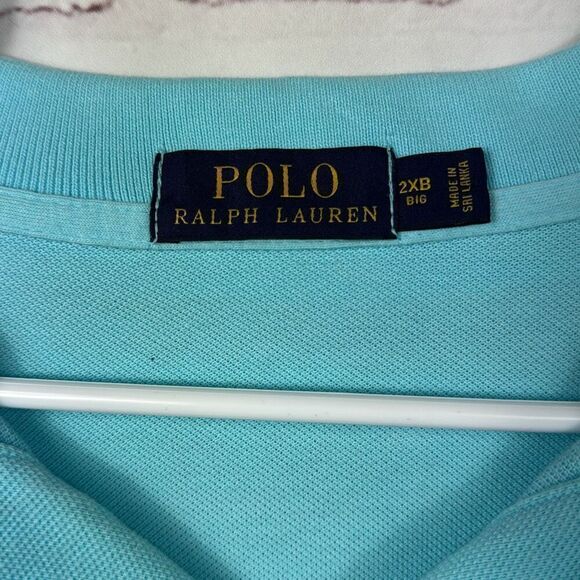 POLO
RALPH LAUREN
2XB
BIG
MADE IN
SRI LANKA